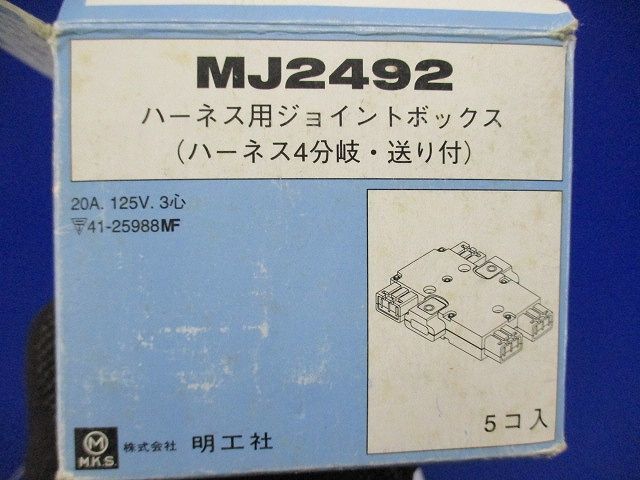 MJ2492
ハーネス用ジョイントボックス
(ハーネス4分岐・送り付)
20A. 125V. 3心
41-25988MF
5コ入
M
M.K.S.
株式会社 明工社